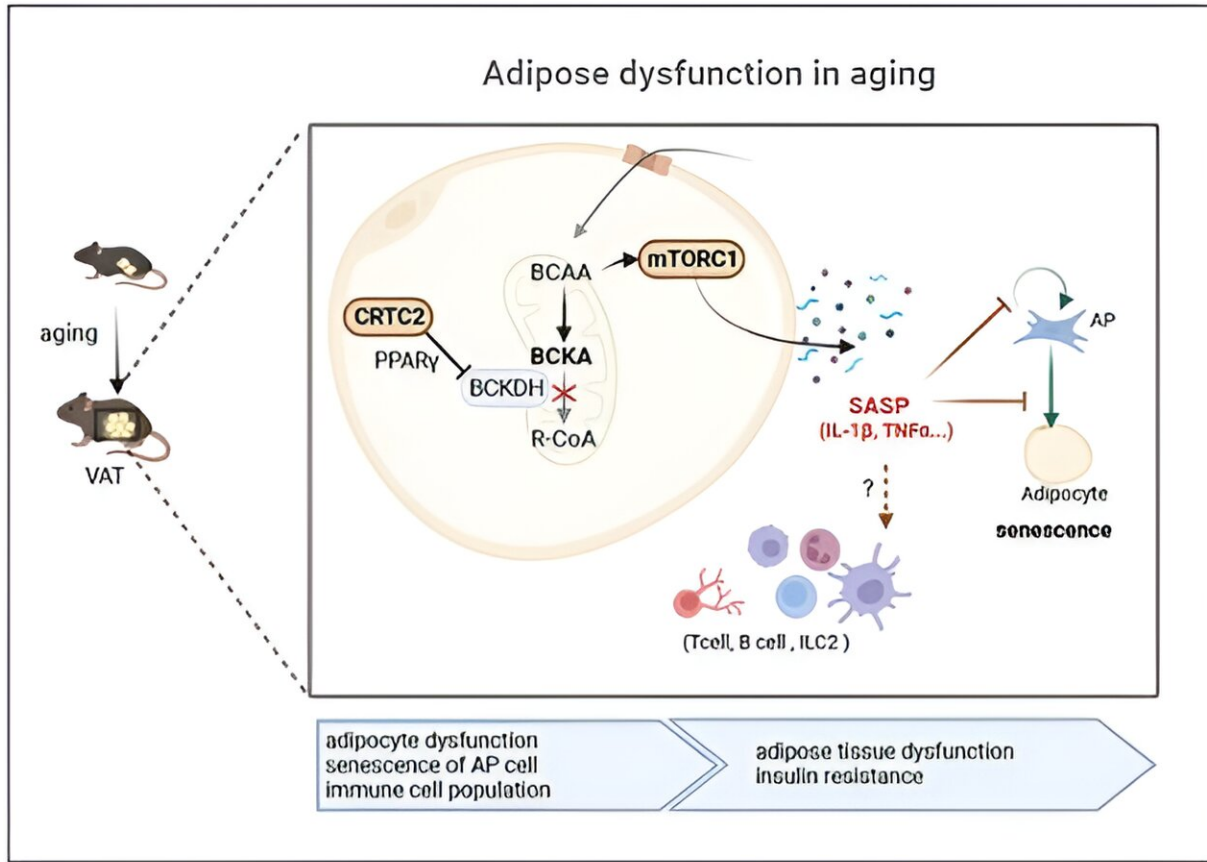 Adipose dysfunction in aging
aging
VAT
BCAA
mTORC1
CRTC2
PPARγ
BCKA
BCKDH
R-CoA
SASP
(IL-1β, TNFα...)
?
AP
Adipocyte
senescence
(Tcell, B cell , ILC2 )
adipocyte dysfunction
senescence of AP cell
immune cell population
adipose tissue dysfunction
insulin resistance